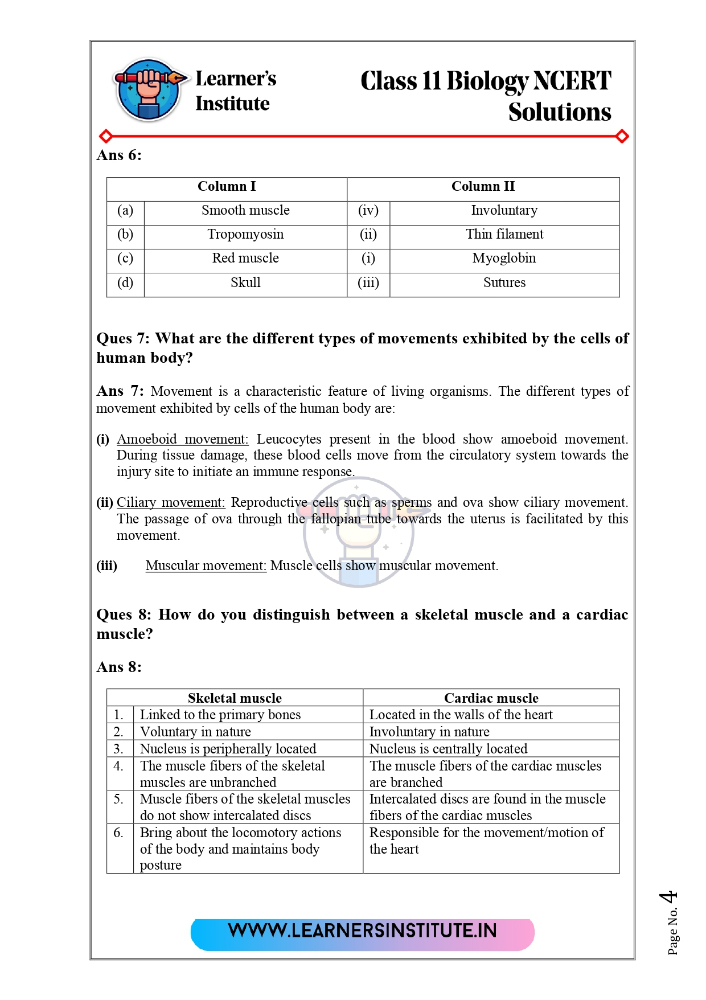 Learner's
Institute
Class 11 Biology NCERT
Solutions
Ans 6:
Column I Column II
(a) Smooth muscle (iv) Involuntary
(b) Tropomyosin (ii) Thin filament
(c) Red muscle (i) Myoglobin
(d) Skull (iii) Sutures
Ques 7: What are the different types of movements exhibited by the cells of
human body?
Ans 7: Movement is a characteristic feature of living organisms. The different types of
movement exhibited by cells of the human body are:
(i) Amoeboid movement: Leucocytes present in the blood show amoeboid movement.
During tissue damage, these blood cells move from the circulatory system towards the
injury site to initiate an immune response.
(ii) Ciliary movement: Reproductive cells such as sperms and ova show ciliary movement.
The passage of ova through the fallopian tube towards the uterus is facilitated by this
movement.
(iii) Muscular movement: Muscle cells show muscular movement.
Ques 8: How do you distinguish between a skeletal muscle and a cardiac
muscle?
Ans 8:
Skeletal muscle Cardiac muscle
1. Linked to the primary bones Located in the walls of the heart
2. Voluntary in nature Involuntary in nature
3. Nucleus is peripherally located Nucleus is centrally located
4. The muscle fibers of the skeletal The muscle fibers of the cardiac muscles
muscles are unbranched are branched
5. Muscle fibers of the skeletal muscles Intercalated discs are found in the muscle
do not show intercalated discs fibers of the cardiac muscles
6. Bring about the locomotory actions Responsible for the movement/motion of
of the body and maintains body the heart
posture
WWW.LEARNERSINSTITUTE.IN
Page No. 4